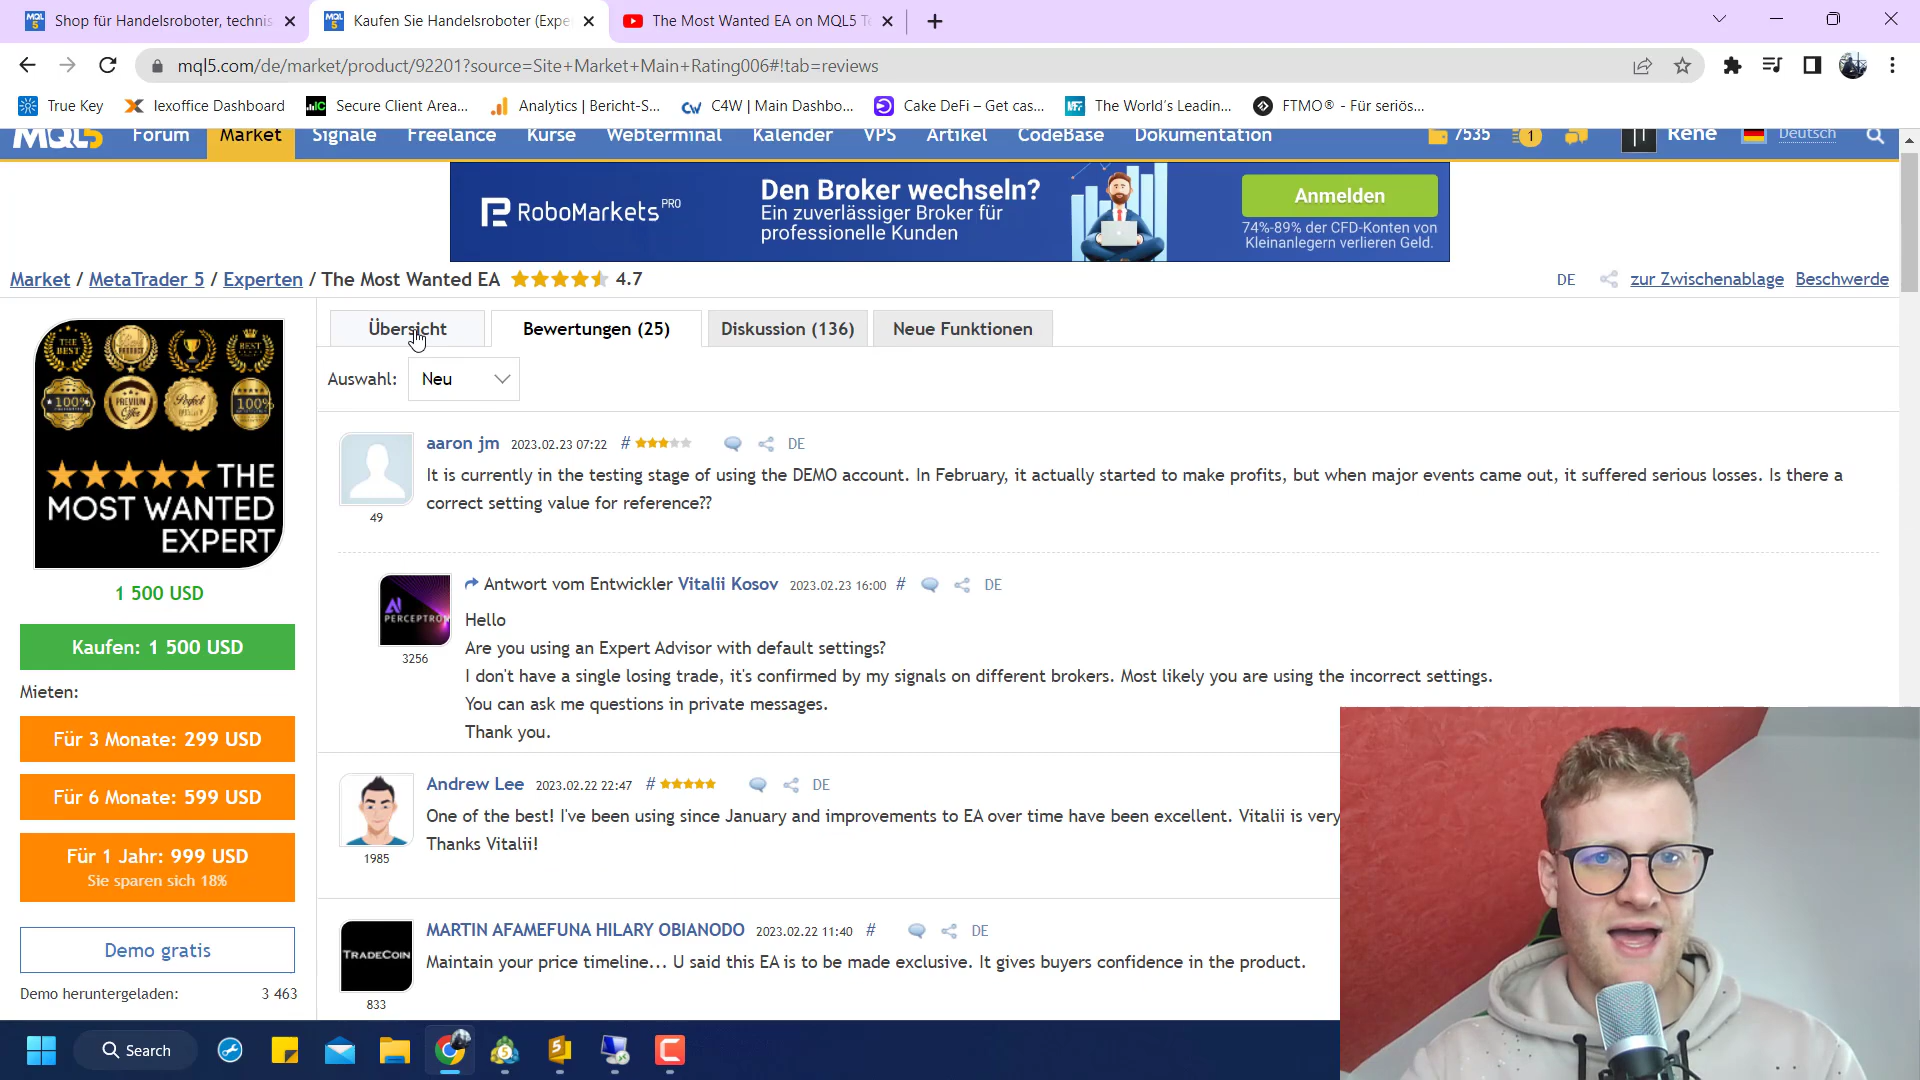 Shop für Handelsroboter, technis
Kaufen Sie Handelsroboter (Expe
The Most Wanted EA on MQL5 Te
mql5.com/de/market/product/92201?source=Site+Market+Main+Rating006#!tab=reviews
True Key
lexoffice Dashboard
Secure Client Area...
Analytics | Bericht-S...
C4W | Main Dashbo...
Cake DeFi – Get cas...
The World's Leadin...
FTMO® - Für seriös...
MQL5
Forum
Market
Signale
Freelance
Kurse
Webterminal
Kalender
VPS
Artikel
CodeBase
Dokumentation
7535
1
Rene
Deutsch
RoboMarkets PRO
Den Broker wechseln?
Ein zuverlässiger Broker für
professionelle Kunden
Anmelden
74%-89% der CFD-Konten von
Kleinanlegern verlieren Geld.
Market / MetaTrader 5 / Experten / The Most Wanted EA 4.7
DE
zur Zwischenablage
Beschwerde
THE BEST
BEST
100%
PREMIUM
Offer
Perfect
100%
THE
MOST WANTED
EXPERT
1 500 USD
Kaufen: 1 500 USD
Mieten:
Für 3 Monate: 299 USD
Für 6 Monate: 599 USD
Für 1 Jahr: 999 USD
Sie sparen sich 18%
Demo gratis
Demo heruntergeladen: 3 463
Übersicht
Bewertungen (25)
Diskussion (136)
Neue Funktionen
Auswahl:
Neu
aaron jm 2023.02.23 07:22 # DE
49
It is currently in the testing stage of using the DEMO account. In February, it actually started to make profits, but when major events came out, it suffered serious losses. Is there a
correct setting value for reference??
AI
PERCEPTRON
3256
Antwort vom Entwickler Vitalii Kosov 2023.02.23 16:00 # DE
Hello
Are you using an Expert Advisor with default settings?
I don't have a single losing trade, it's confirmed by my signals on different brokers. Most likely you are using the incorrect settings.
You can ask me questions in private messages.
Thank you.
Andrew Lee 2023.02.22 22:47 # DE
1985
One of the best! I've been using since January and improvements to EA over time have been excellent. Vitalii is very
Thanks Vitalii!
TRADECOIN
833
MARTIN AFAMEFUNA HILARY OBIANODO 2023.02.22 11:40 # DE
Maintain your price timeline... U said this EA is to be made exclusive. It gives buyers confidence in the product.
Search